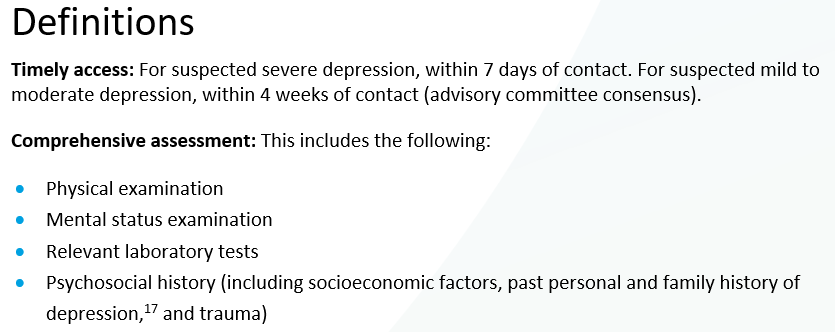 Definitions
Timely access: For suspected severe depression, within 7 days of contact. For suspected mild to
moderate depression, within 4 weeks of contact (advisory committee consensus).
Comprehensive assessment: This includes the following:
• Physical examination
• Mental status examination
• Relevant laboratory tests
• Psychosocial history (including socioeconomic factors, past personal and family history of
depression,17 and trauma)